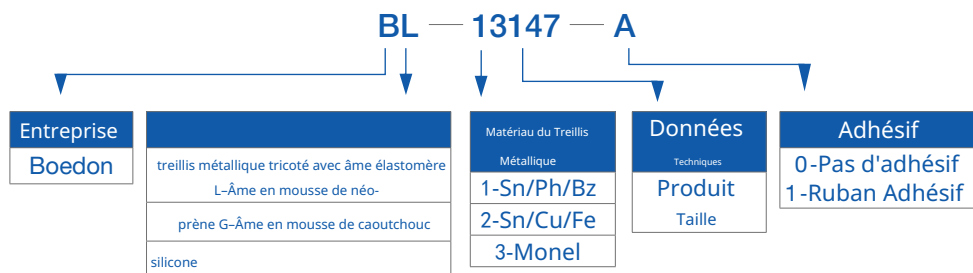 BL — 13147 — A
Entreprise
Boedon
treillis métallique tricoté avec âme élastomère
L–Âme en mousse de néo-
prène G–Âme en mousse de caoutchouc
silicone
Matériau du Treillis
Métallique
1-Sn/Ph/Bz
2-Sn/Cu/Fe
3-Monel
Données
Techniques
Produit
Taille
Adhésif
0-Pas d'adhésif
1-Ruban Adhésif